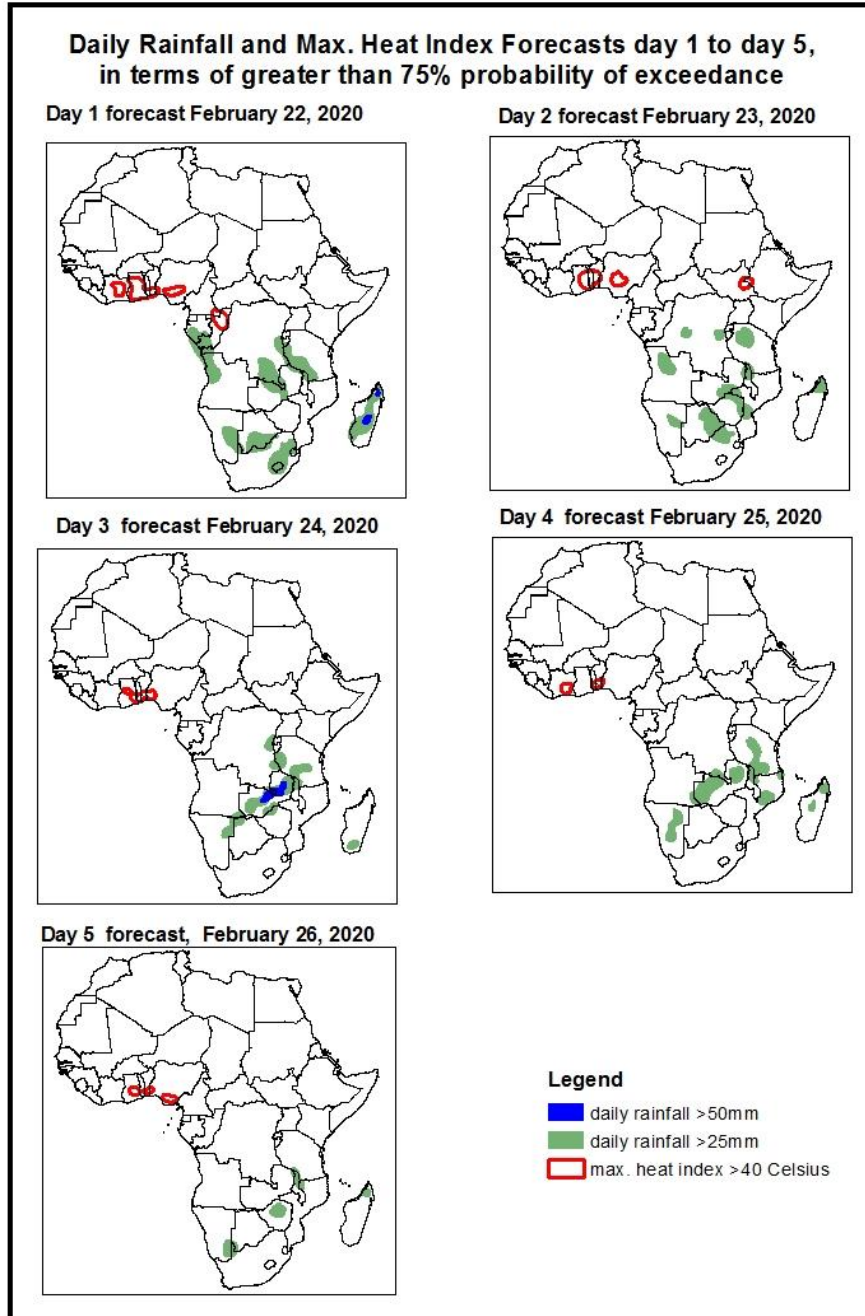 Daily Rainfall and Max. Heat Index Forecasts day 1 to day 5,
in terms of greater than 75% probability of exceedance
Day 1 forecast February 22, 2020
Day 2 forecast February 23, 2020
Day 3 forecast February 24, 2020
Day 4 forecast February 25, 2020
Day 5 forecast, February 26, 2020
Legend
daily rainfall >50mm
daily rainfall >25mm
max. heat index >40 Celsius